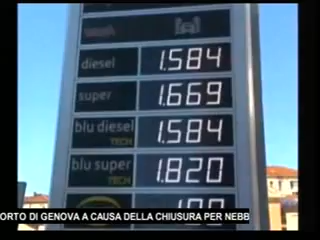 diesel 1.584
super 1.669
blu diesel 1.584
TECH
blu super 1.820
TECH
ORTO DI GENOVA A CAUSA DELLA CHIUSURA PER NEBB